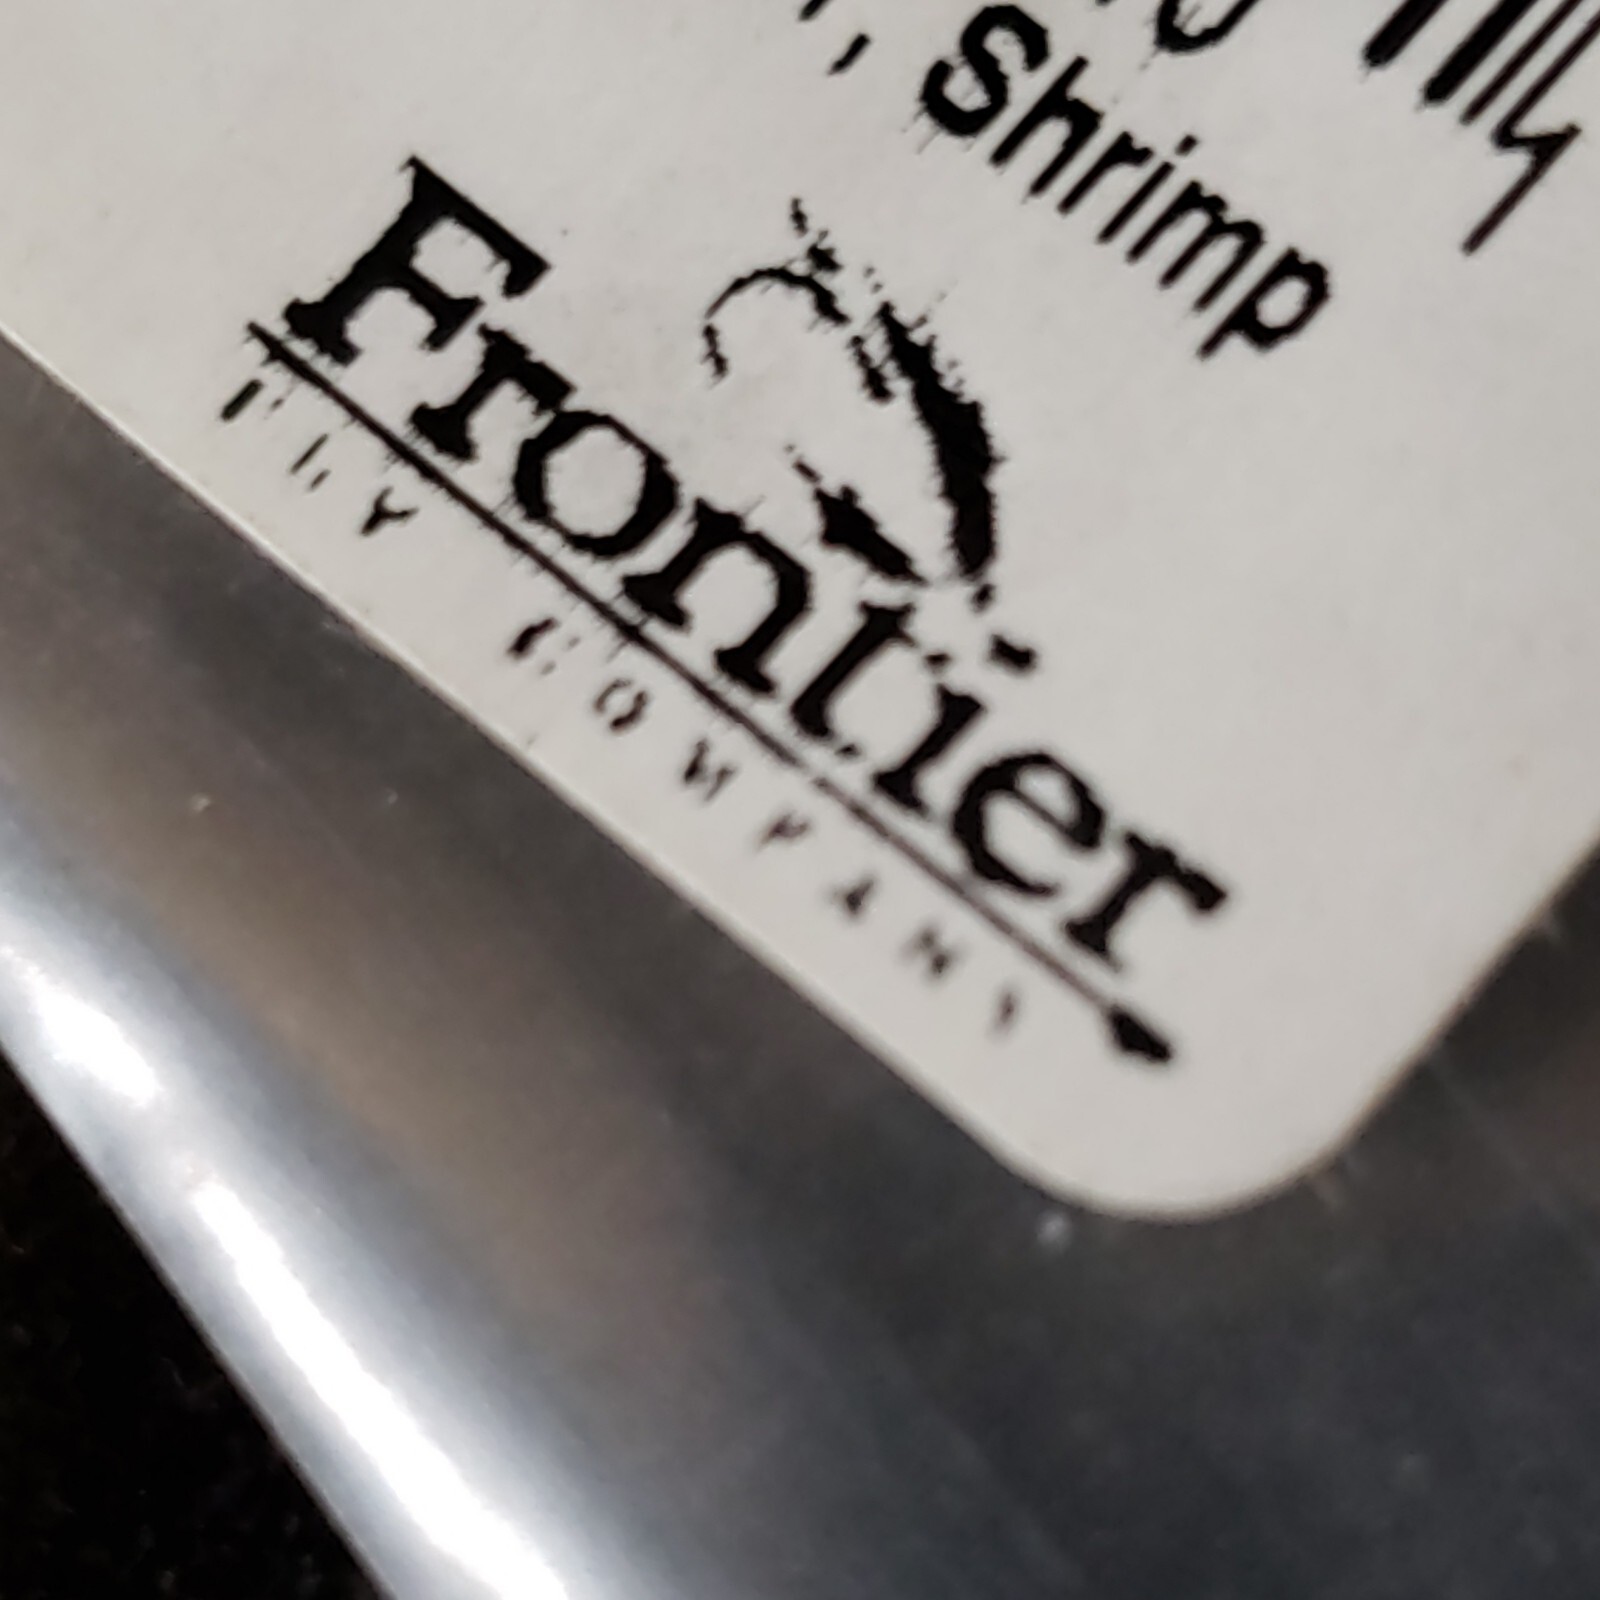 , Shrimp
Frontier
FLY COMPANY